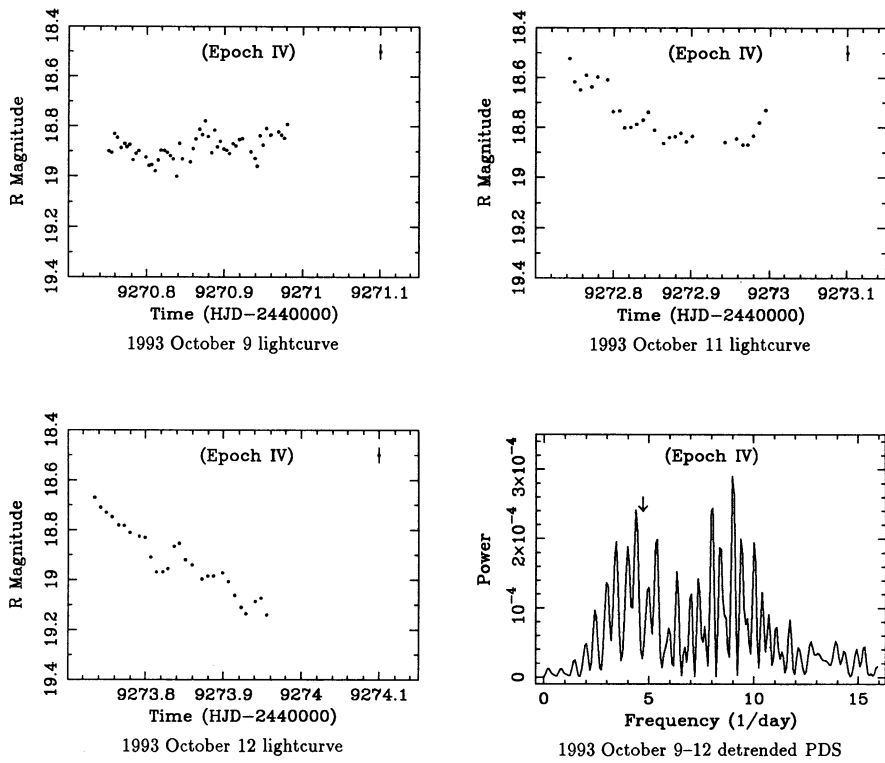 18.4
18.6
18.8
19
19.2
19.4
R Magnitude
(Epoch IV)
9270.8
9270.9
9271
9271.1
Time (HJD−2440000)
1993 October 9 lightcurve
18.4
18.6
18.8
19
19.2
19.4
R Magnitude
(Epoch IV)
9272.8
9272.9
9273
9273.1
Time (HJD−2440000)
1993 October 11 lightcurve
18.4
18.6
18.8
19
19.2
19.4
R Magnitude
(Epoch IV)
9273.8
9273.9
9274
9274.1
Time (HJD−2440000)
1993 October 12 lightcurve
3×10⁻⁴
2×10⁻⁴
10⁻⁴
0
Power
(Epoch IV)
0
5
10
15
Frequency (1/day)
1993 October 9–12 detrended PDS